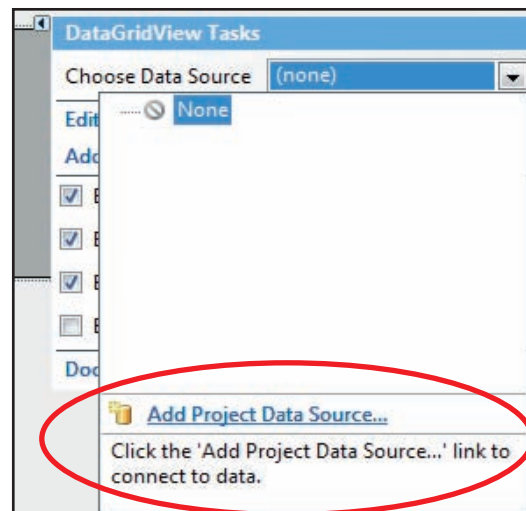 DataGridView Tasks
Choose Data Source (none)
None
Edit
Add Project Data Source...
Click the 'Add Project Data Source...' link to
connect to data.